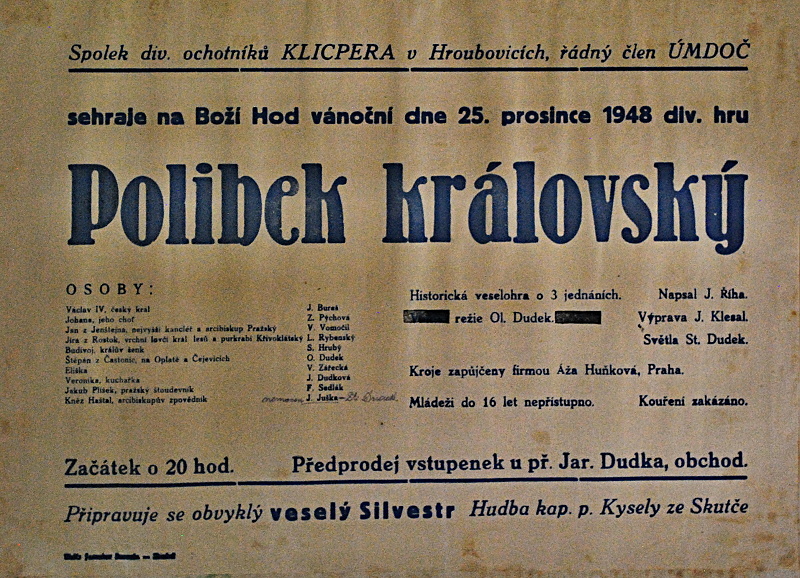 Spolek div. ochotníků KLICPERA v Hroubovicích, řádný člen ÚMDOČ
sehraje na Boží Hod vánoční dne 25. prosince 1948 div. hru
Polibek královský
OSOBY:
Václav IV, český král J. Bureš
Johana, jeho choť Z. Pýchová
Jan z Jenštejna, nejvyšší kancléř a arcibiskup Pražský V. Vomočil
Jíra z Rostok, vrchní lovčí král. lesů a purkrabí Křivoklátský L. Rybenský
Budivoj, králův šenk S. Hrubý
Štěpán z Častonic, na Oplatě a Čejevicích O. Dudek
Eliška V. Zářecká
Veronika, kuchařka J. Dudková
Jakub Plíšek, pražský študevník F. Sedlák
Kněz Haštal, arcibiskupův zpovědník J. Juška
Historická veselohra o 3 jednáních. Napsal J. Říha.
režie Ol. Dudek. Výprava J. Klesal.
Světla St. Dudek.
Kroje zapůjčeny firmou Áža Huňková, Praha.
Mládeži do 16 let nepřístupno. Kouření zakázáno.
Začátek o 20 hod. Předprodej vstupenek u př. Jar. Dudka, obchod.
Připravuje se obvyklý veselý Silvestr Hudba kap. p. Kysely ze Skutče